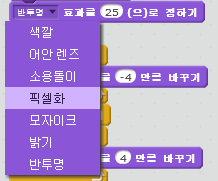 반투명 효과를 25 (으)로 정하기
색깔
어안 렌즈
소용돌이
-4 만큼 바꾸기
픽셀화
모자이크
밝기
4 만큼 바꾸기
반투명